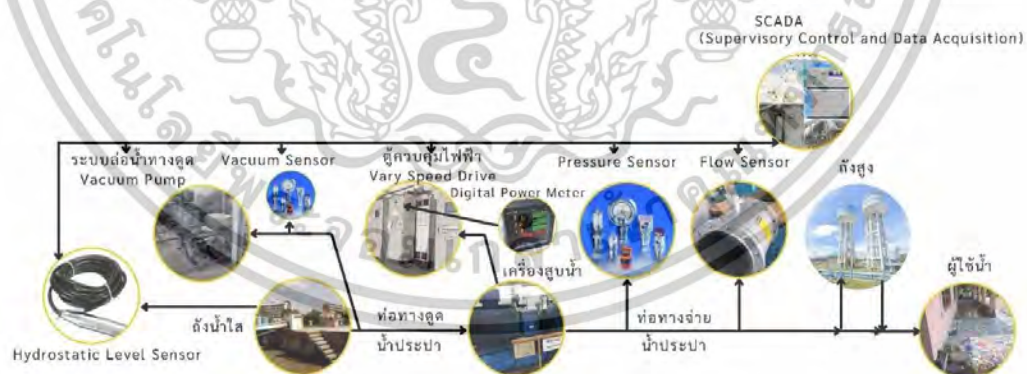 SCADA
(Supervisory Control and Data Acquisition)
ระบบล่อน้ำทางดูด
Vacuum Pump
Vacuum Sensor
ตู้ควบคุมไฟฟ้า
Vary Speed Drive
Digital Power Meter
Pressure Sensor
Flow Sensor
ถังสูง
เครื่องสูบน้ำ
ผู้ใช้น้ำ
ถังน้ำใส
ท่อทางดูด
น้ำประปา
ท่อทางจ่าย
น้ำประปา
Hydrostatic Level Sensor